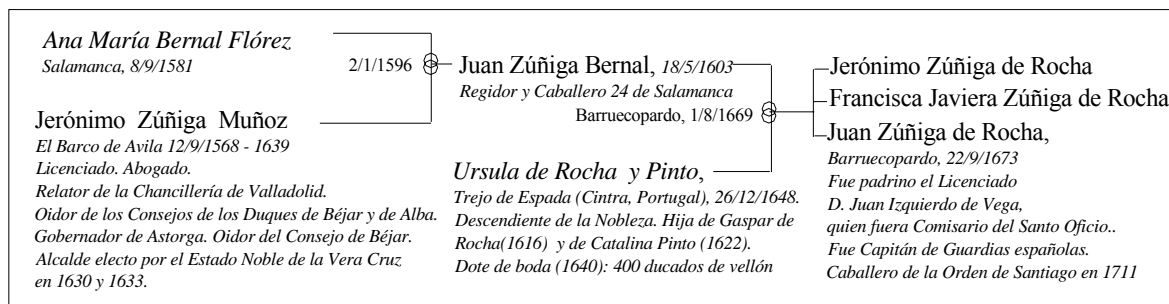 Ana María Bernal Flórez
Salamanca, 8/9/1581
2/1/1596
Jerónimo Zúñiga Muñoz
El Barco de Avila 12/9/1568 - 1639
Licenciado. Abogado.
Relator de la Chancillería de Valladolid.
Oidor de los Consejos de los Duques de Béjar y de Alba.
Gobernador de Astorga. Oidor del Consejo de Béjar.
Alcalde electo por el Estado Noble de la Vera Cruz
en 1630 y 1633.
Juan Zúñiga Bernal, 18/5/1603
Regidor y Caballero 24 de Salamanca
Barruecopardo, 1/8/1669
Ursula de Rocha y Pinto,
Trejo de Espada (Cintra, Portugal), 26/12/1648.
Descendiente de la Nobleza. Hija de Gaspar de
Rocha(1616) y de Catalina Pinto (1622).
Dote de boda (1640): 400 ducados de vellón
Jerónimo Zúñiga de Rocha
Francisca Javiera Zúñiga de Rocha
Juan Zúñiga de Rocha,
Barruecopardo, 22/9/1673
Fue padrino el Licenciado
D. Juan Izquierdo de Vega,
quien fuera Comisario del Santo Oficio..
Fue Capitán de Guardias españolas.
Caballero de la Orden de Santiago en 1711